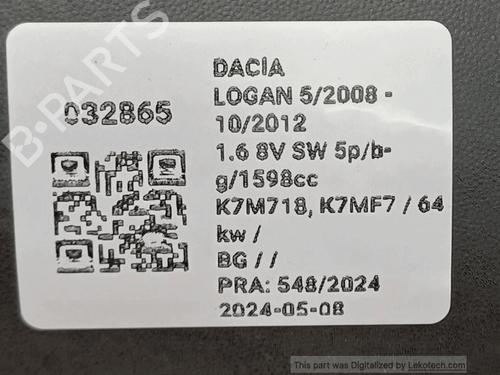 B-PARTS
032865
DACIA
LOGAN 5/2008 -
10/2012
1.6 8V SW 5p/b-
g/1598cc
K7M718, K7MF7 / 64
kw /
BG / /
PRA: 548/2024
2024-05-08
This part was Digitalized by Lekotech.com